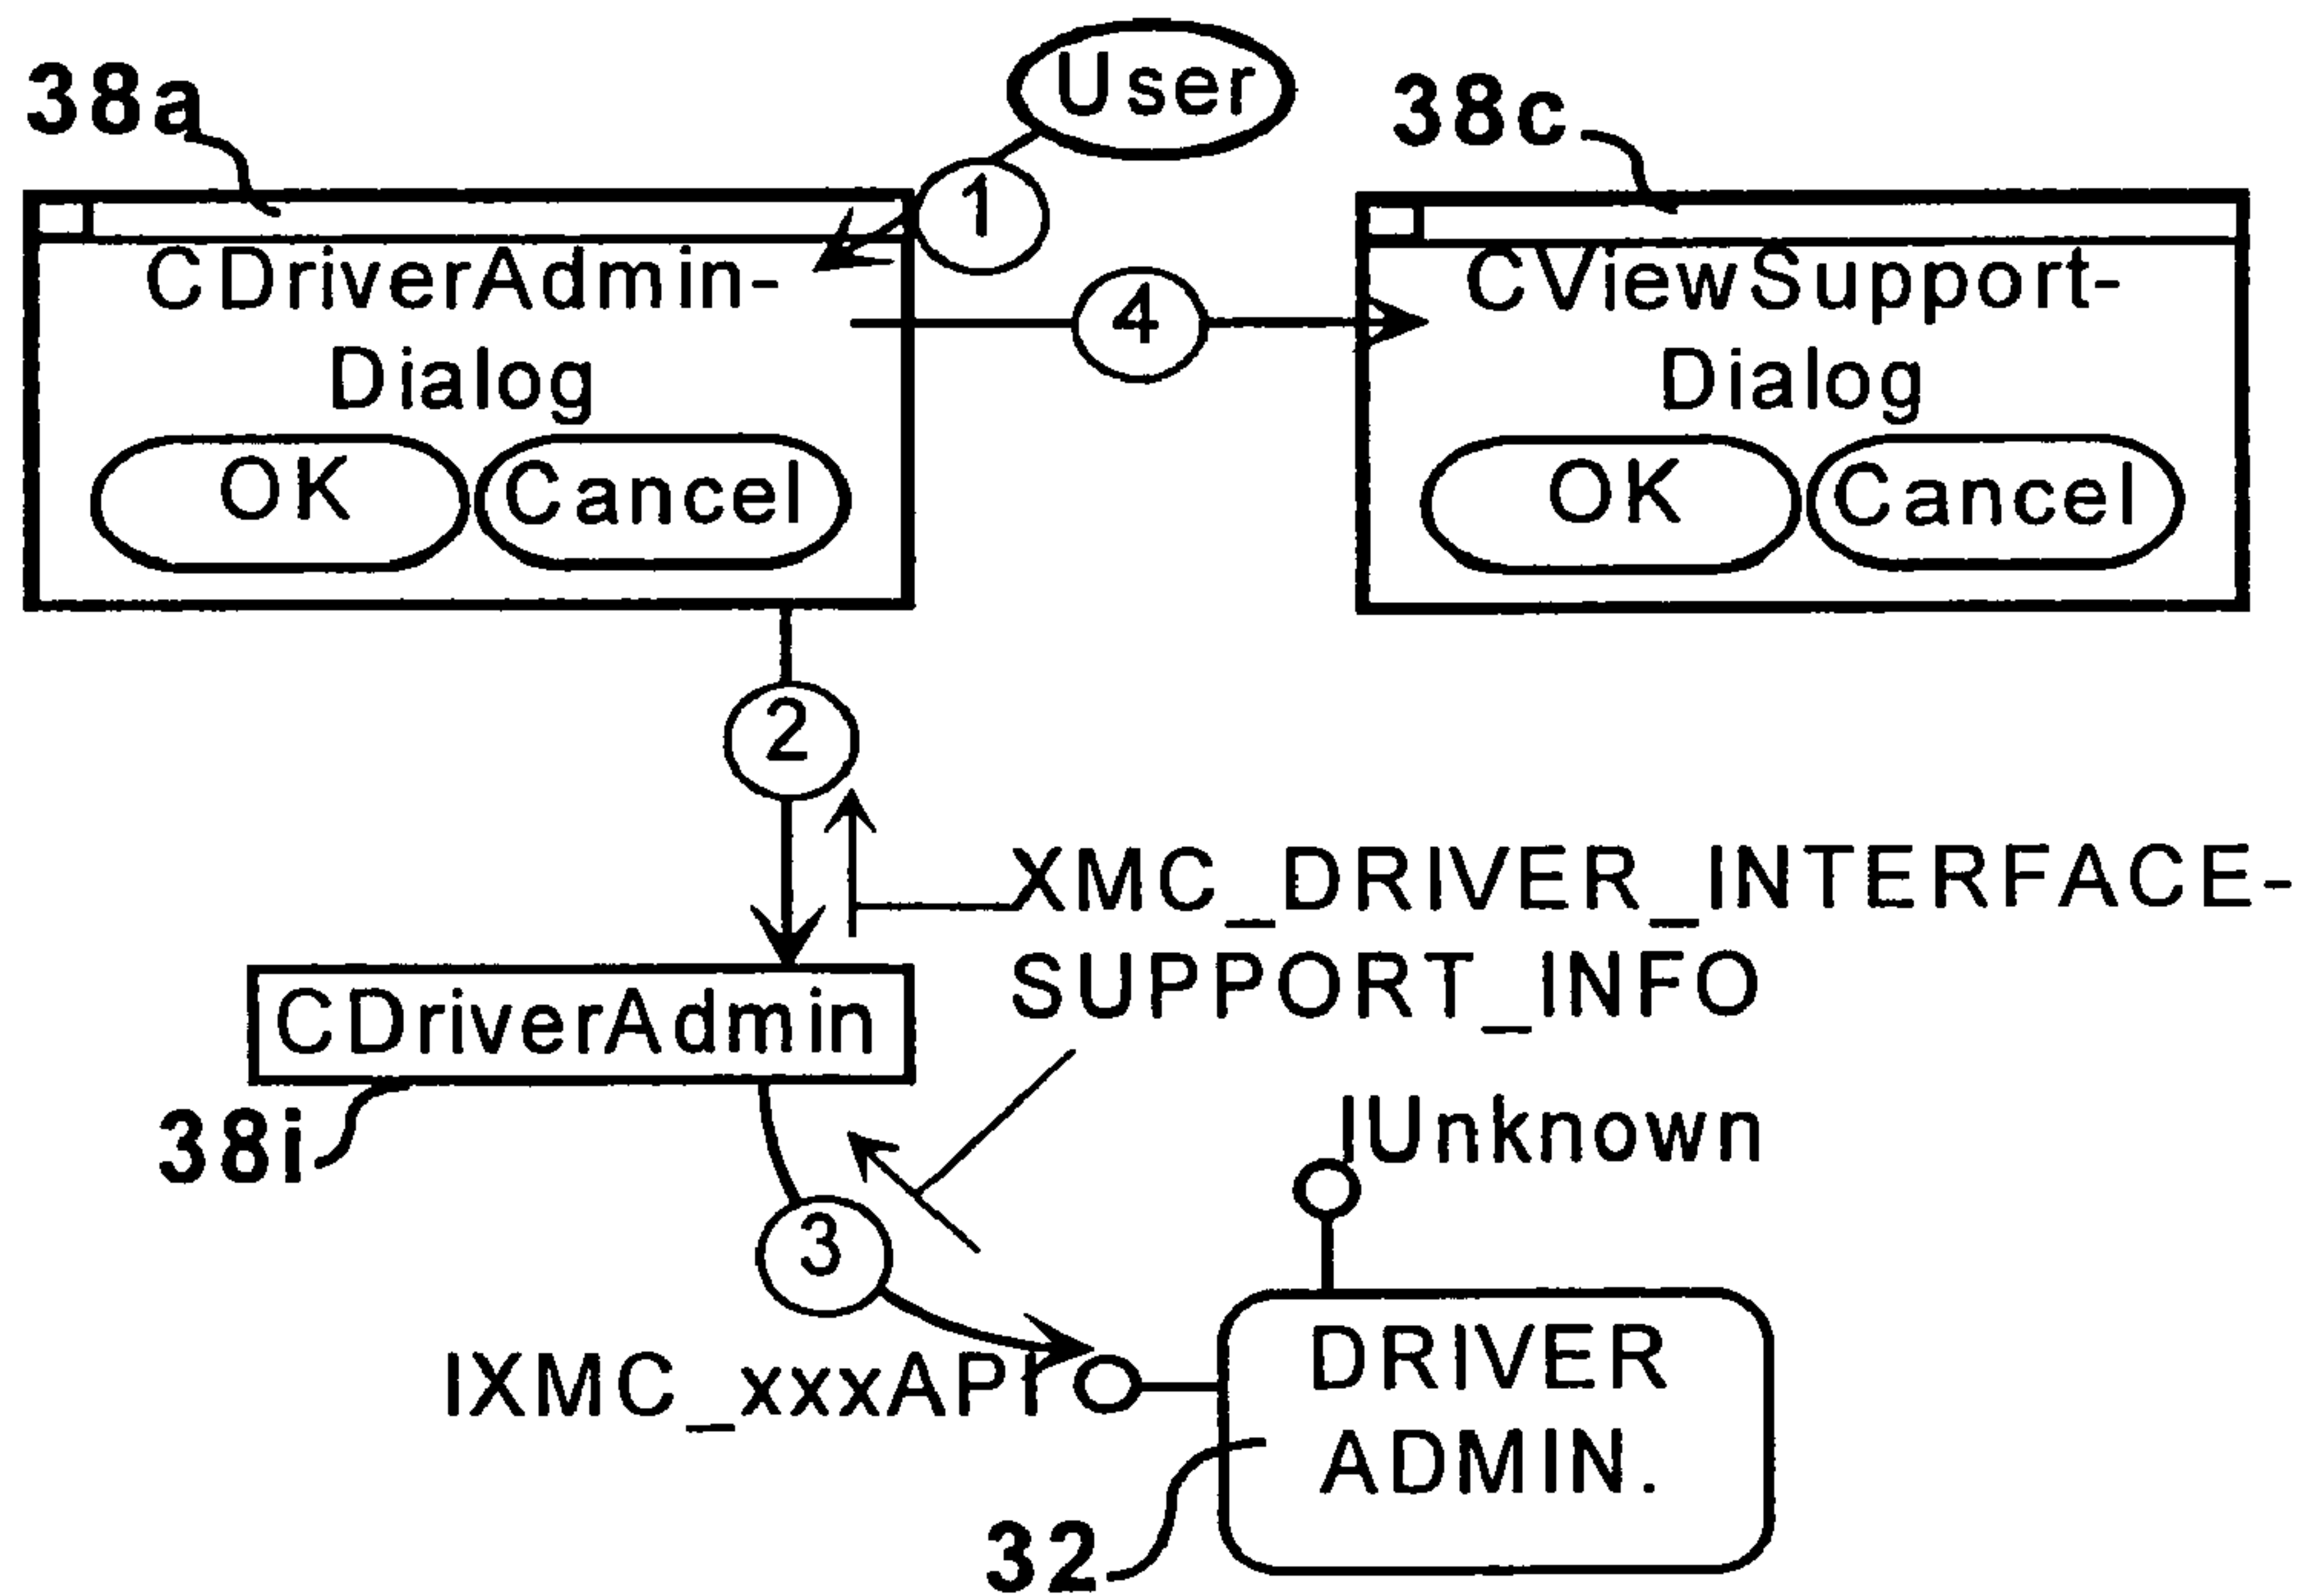 User
38a
38c
1
CDriverAdmin-
Dialog
OK
Cancel
4
CViewSupport-
Dialog
OK
Cancel
2
XMC_DRIVER_INTERFACE-
SUPPORT_INFO
CDriverAdmin
38i
IUnknown
3
IXMC_xxxAPI
DRIVER
ADMIN.
32